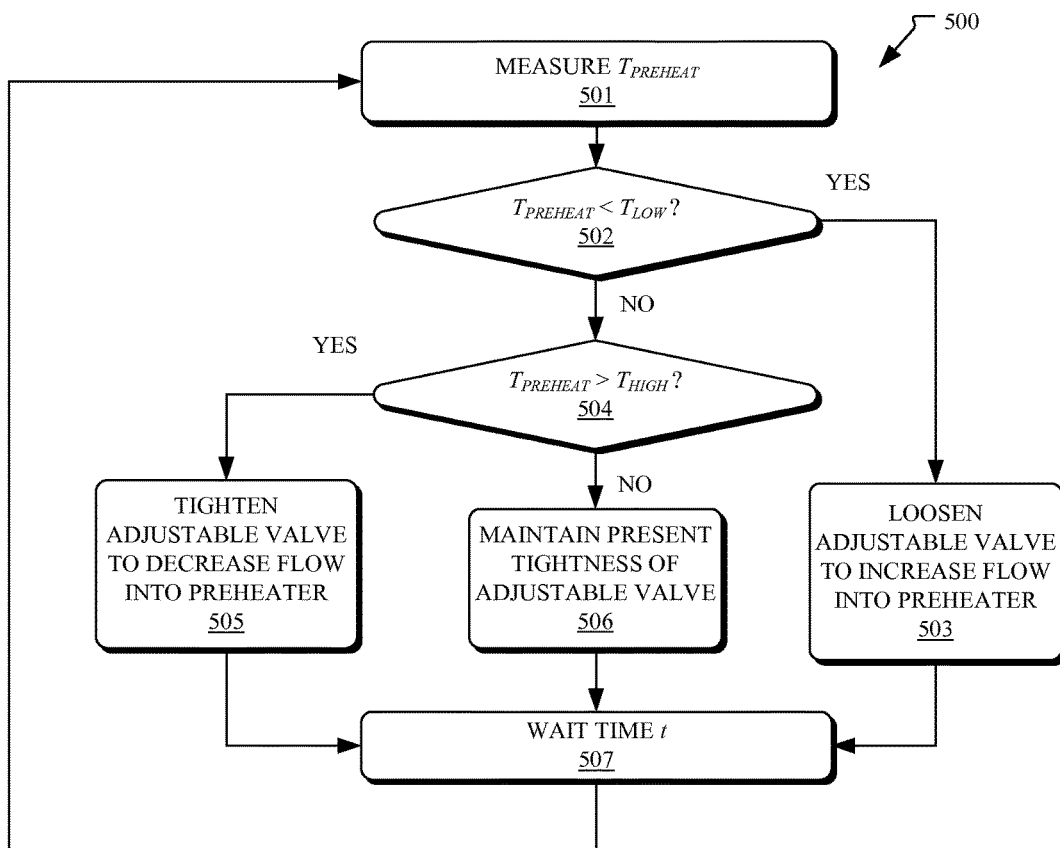 500
MEASURE TPREHEAT
501
YES
TPREHEAT < TLOW?
502
NO
YES
TPREHEAT > THIGH?
504
NO
TIGHTEN
ADJUSTABLE VALVE
TO DECREASE FLOW
INTO PREHEATER
505
MAINTAIN PRESENT
TIGHTNESS OF
ADJUSTABLE VALVE
506
LOOSEN
ADJUSTABLE VALVE
TO INCREASE FLOW
INTO PREHEATER
503
WAIT TIME t
507